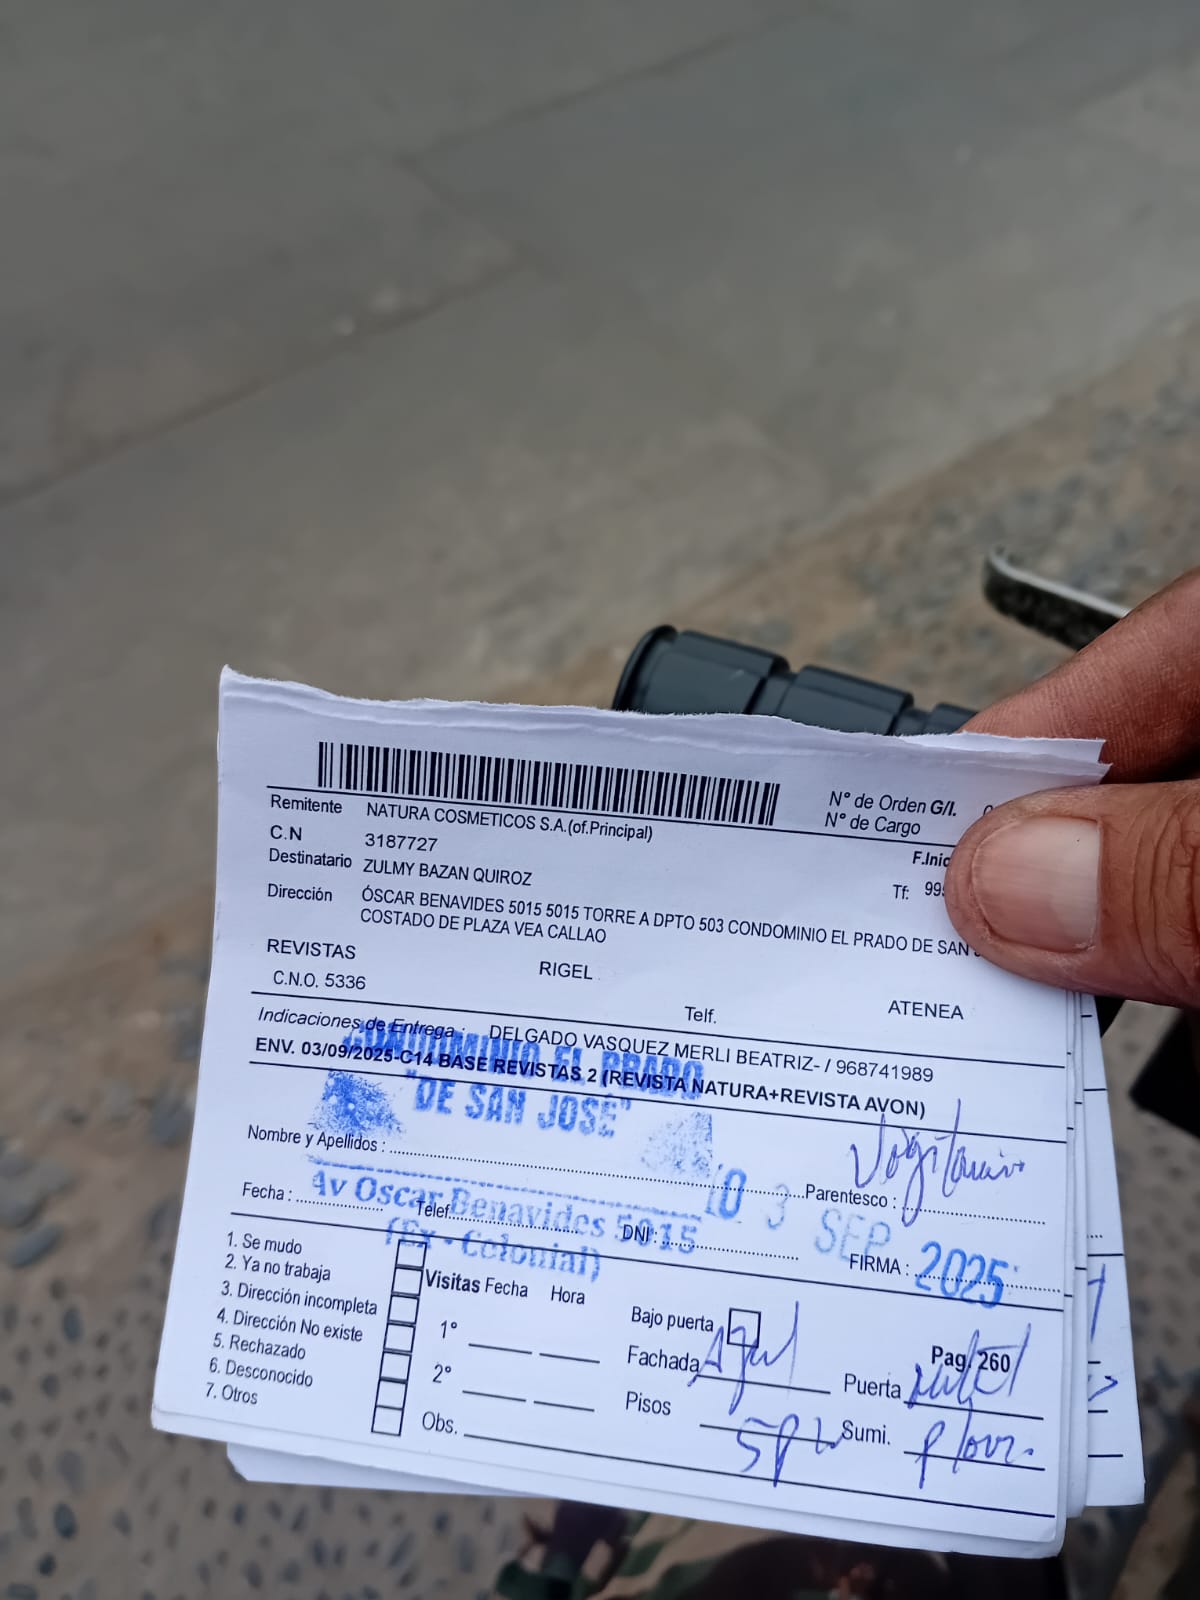 Remitente NATURA COSMETICOS S.A.(of.Principal)
N° de Orden G/I.
N° de Cargo
C.N 3187727
F.Inic
Destinatario ZULMY BAZAN QUIROZ
Tf: 99
Dirección ÓSCAR BENAVIDES 5015 5015 TORRE A DPTO 503 CONDOMINIO EL PRADO DE SAN
COSTADO DE PLAZA VEA CALLAO
REVISTAS RIGEL
C.N.O. 5336 Telf. ATENEA
Indicaciones de Entrega : DELGADO VASQUEZ MERLI BEATRIZ- / 968741989
ENV. 03/09/2025-C14 BASE REVISTAS 2 (REVISTA NATURA+REVISTA AVON)
CONDOMINIO EL PRADO
"DE SAN JOSÉ"
Nombre y Apellidos : Parentesco :
Av Oscar Benavides 5015
(Ex - Colonial)
03 SEP 2025
Fecha : Telef. DNI : FIRMA :
1. Se mudo
2. Ya no trabaja
3. Dirección incompleta
4. Dirección No existe
5. Rechazado
6. Desconocido
7. Otros
Visitas Fecha Hora
1°
2°
Obs.
Bajo puerta
Pag. 260
Fachada Azul
Puerta
Pisos
Sumi.